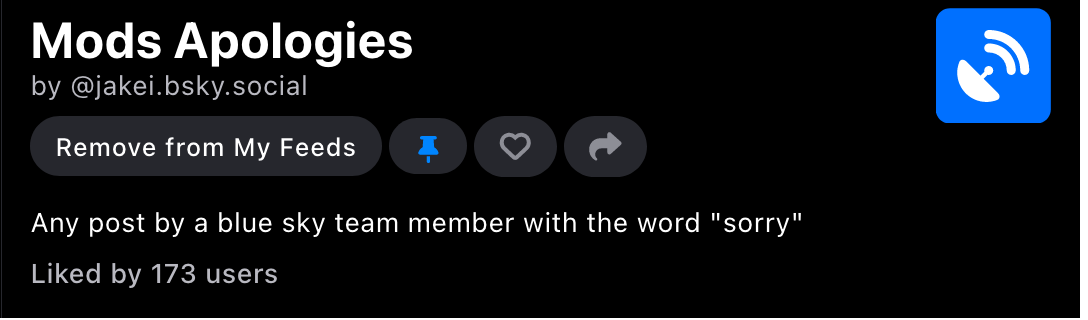 Mods Apologies
by @jakei.bsky.social
Remove from My Feeds
Any post by a blue sky team member with the word "sorry"
Liked by 173 users